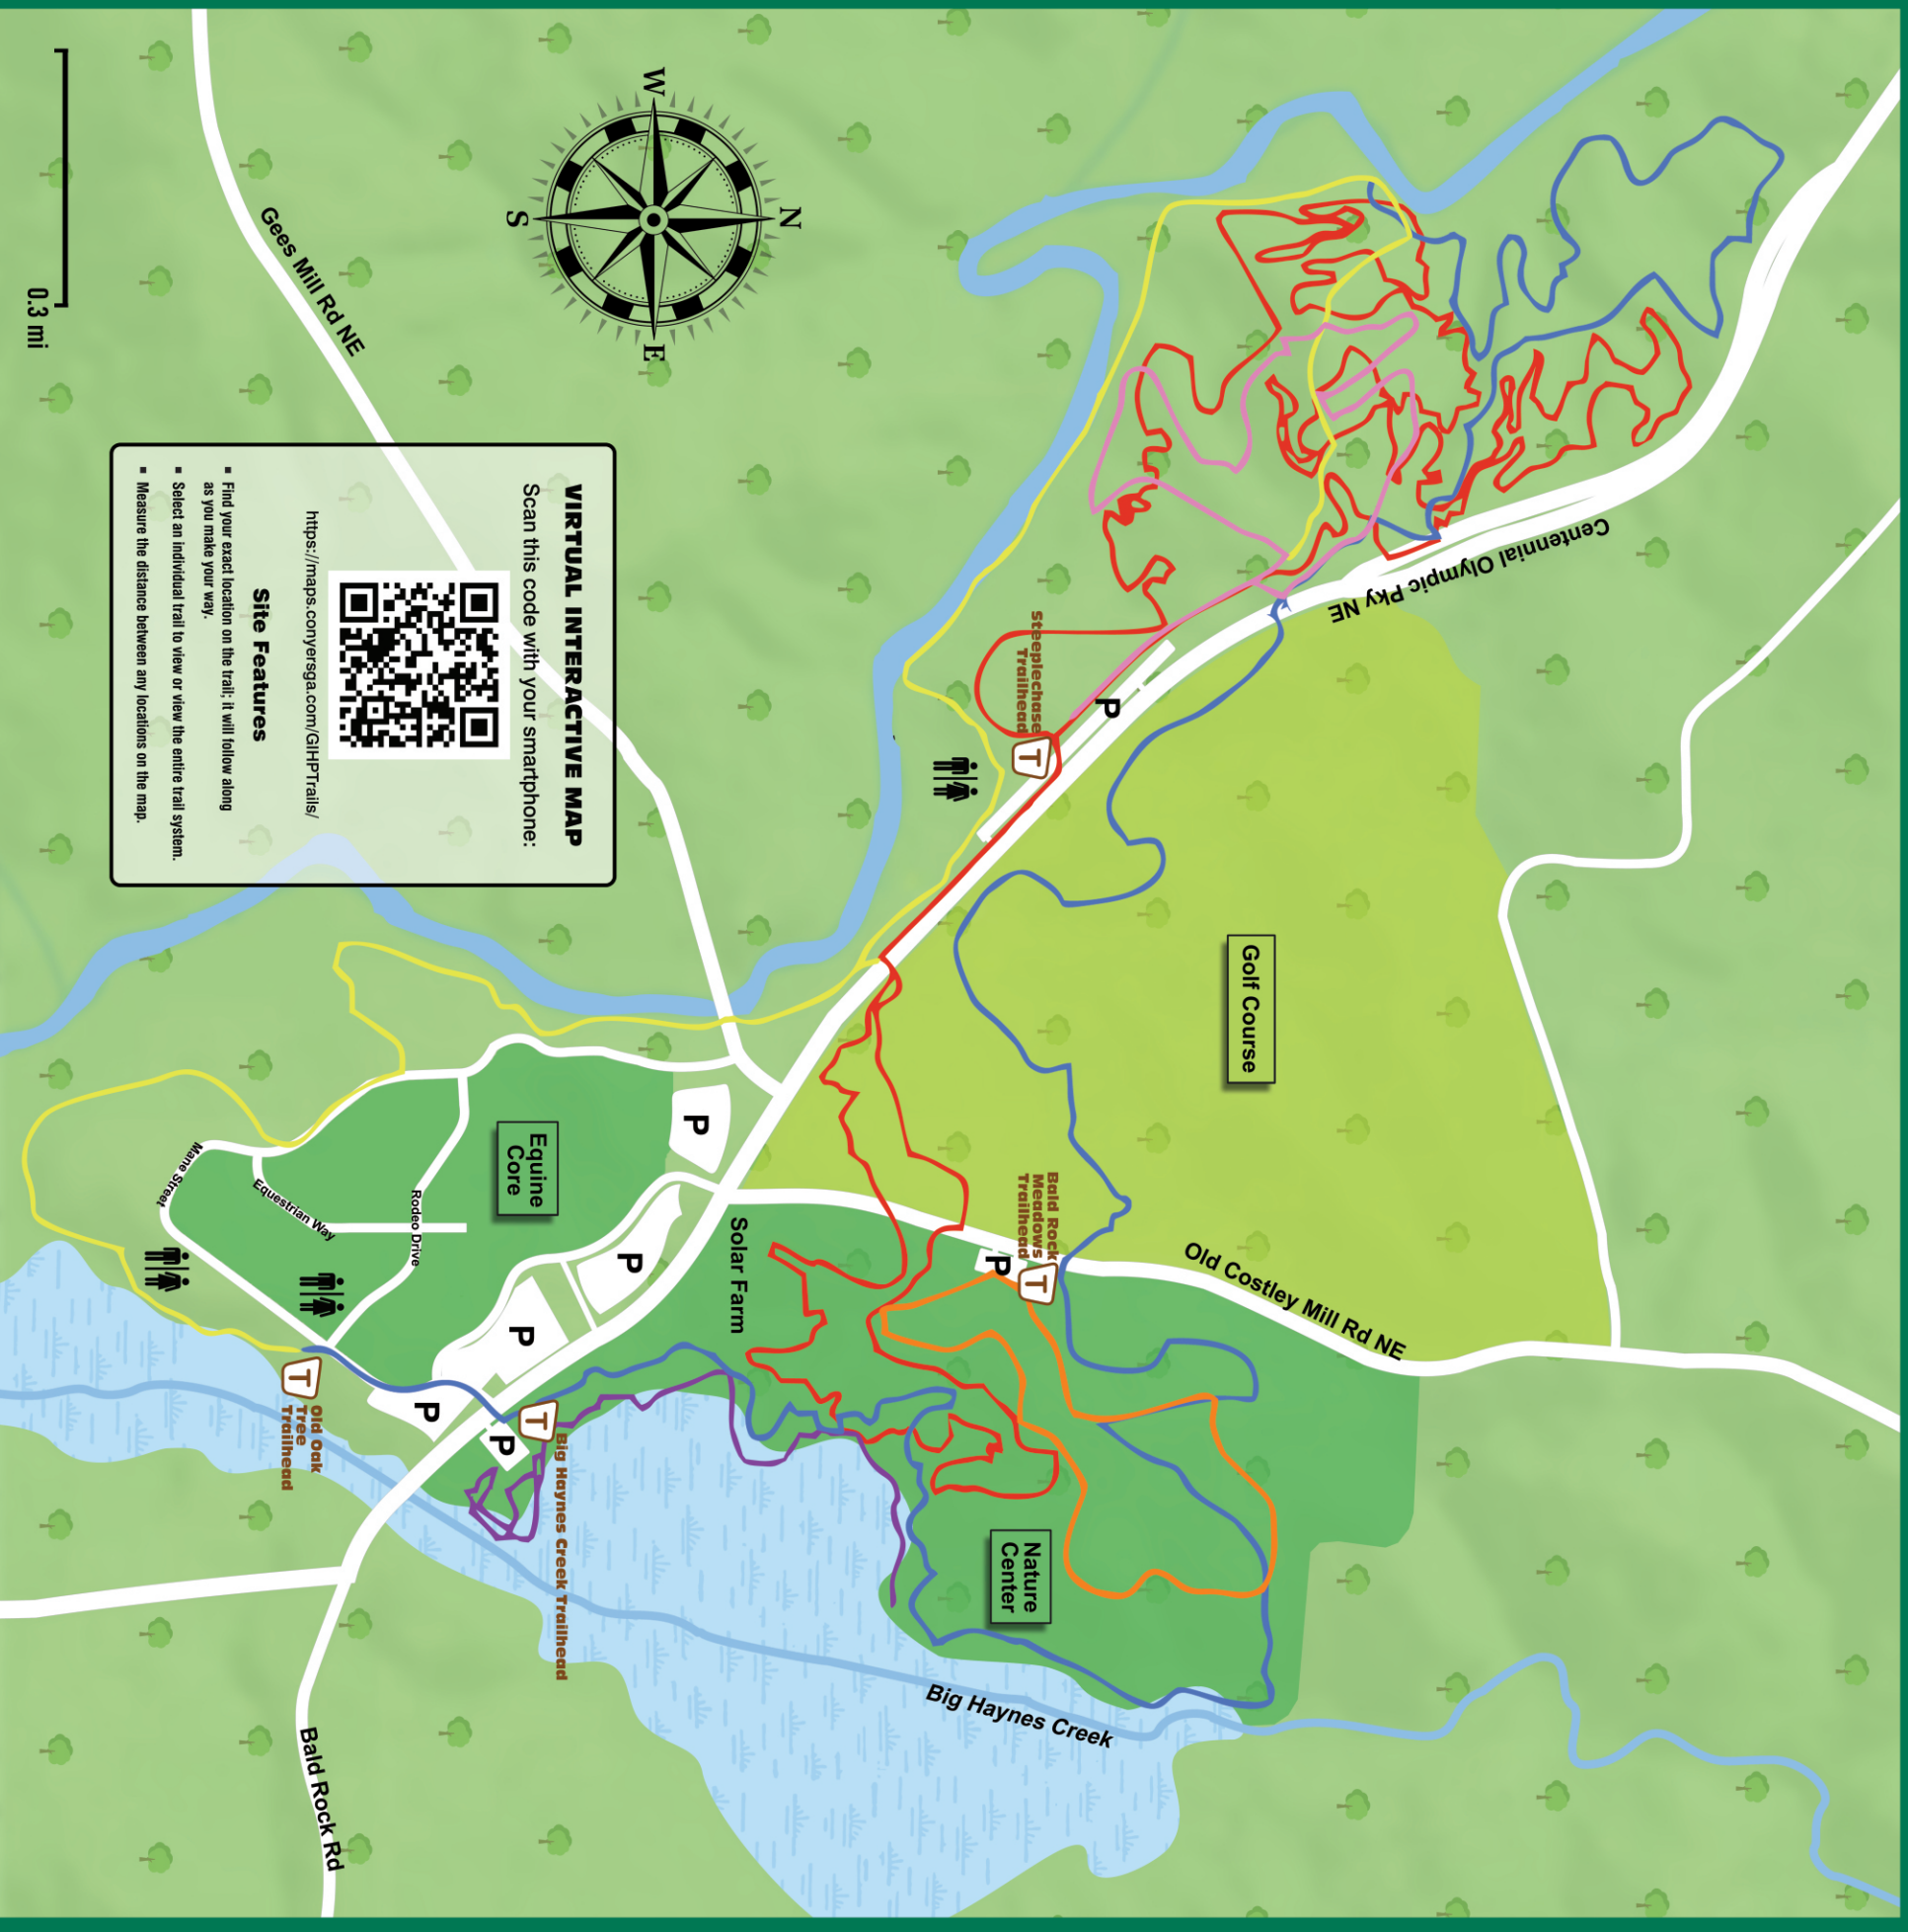 W
N
S
E
0.3 mi
Gees Mill Rd NE
VIRTUAL INTERACTIVE MAP
Scan this code with your smartphone:
https://maps.conyersga.com/GIHPTrails/
Site Features
▪ Find your exact location on the trail; it will follow along
as you make your way.
▪ Select an individual trail to view or view the entire trail system.
▪ Measure the distance between any locations on the map.
Centennial Olympic Pky NE
Steeplechase
Trailhead
T
P
Golf Course
Bald Rock
Meadows
Trailhead
T
P
Old Costley Mill Rd NE
Solar Farm
P
Equine
Core
P
P
P
P
Mane Street
Equestrian Way
Rodeo Drive
T
Old Oak
Tree
Trailhead
T
Big Haynes Creek Trailhead
Nature
Center
Big Haynes Creek
Bald Rock Rd